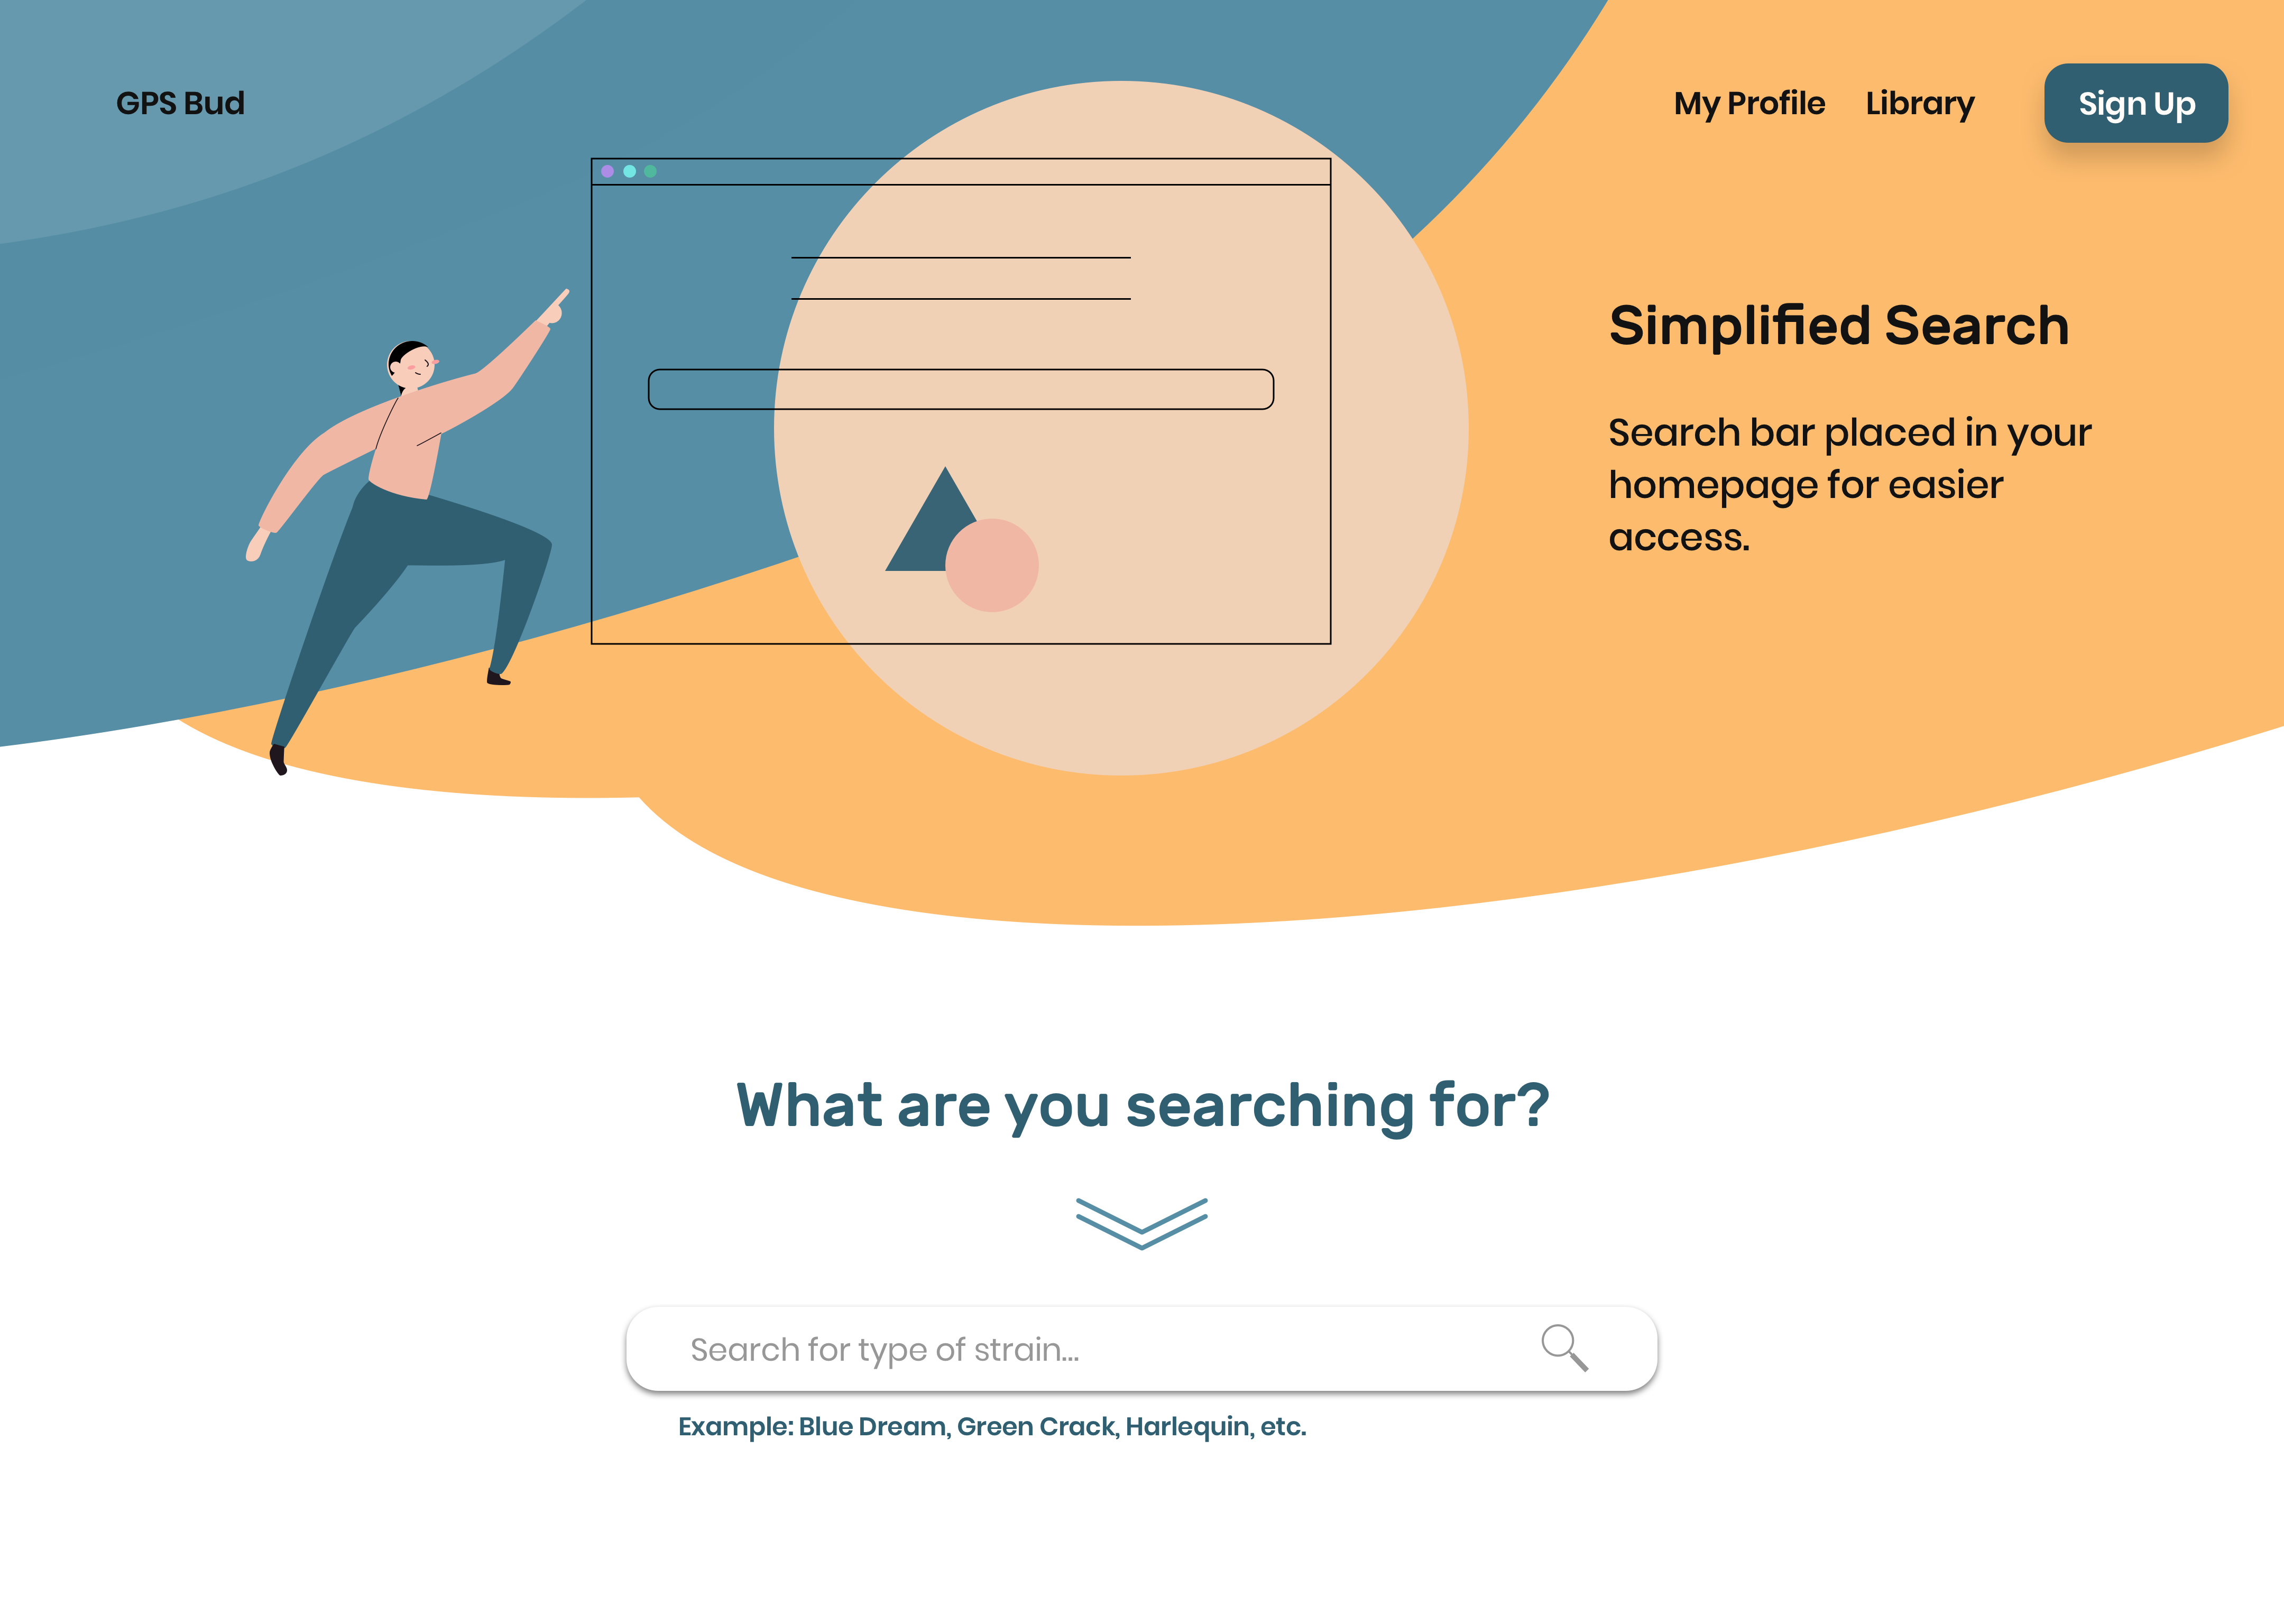 GPS Bud
My Profile
Library
Sign Up
Simplified Search
Search bar placed in your
homepage for easier
access.
What are you searching for?
Search for type of strain...
Example: Blue Dream, Green Crack, Harlequin, etc.